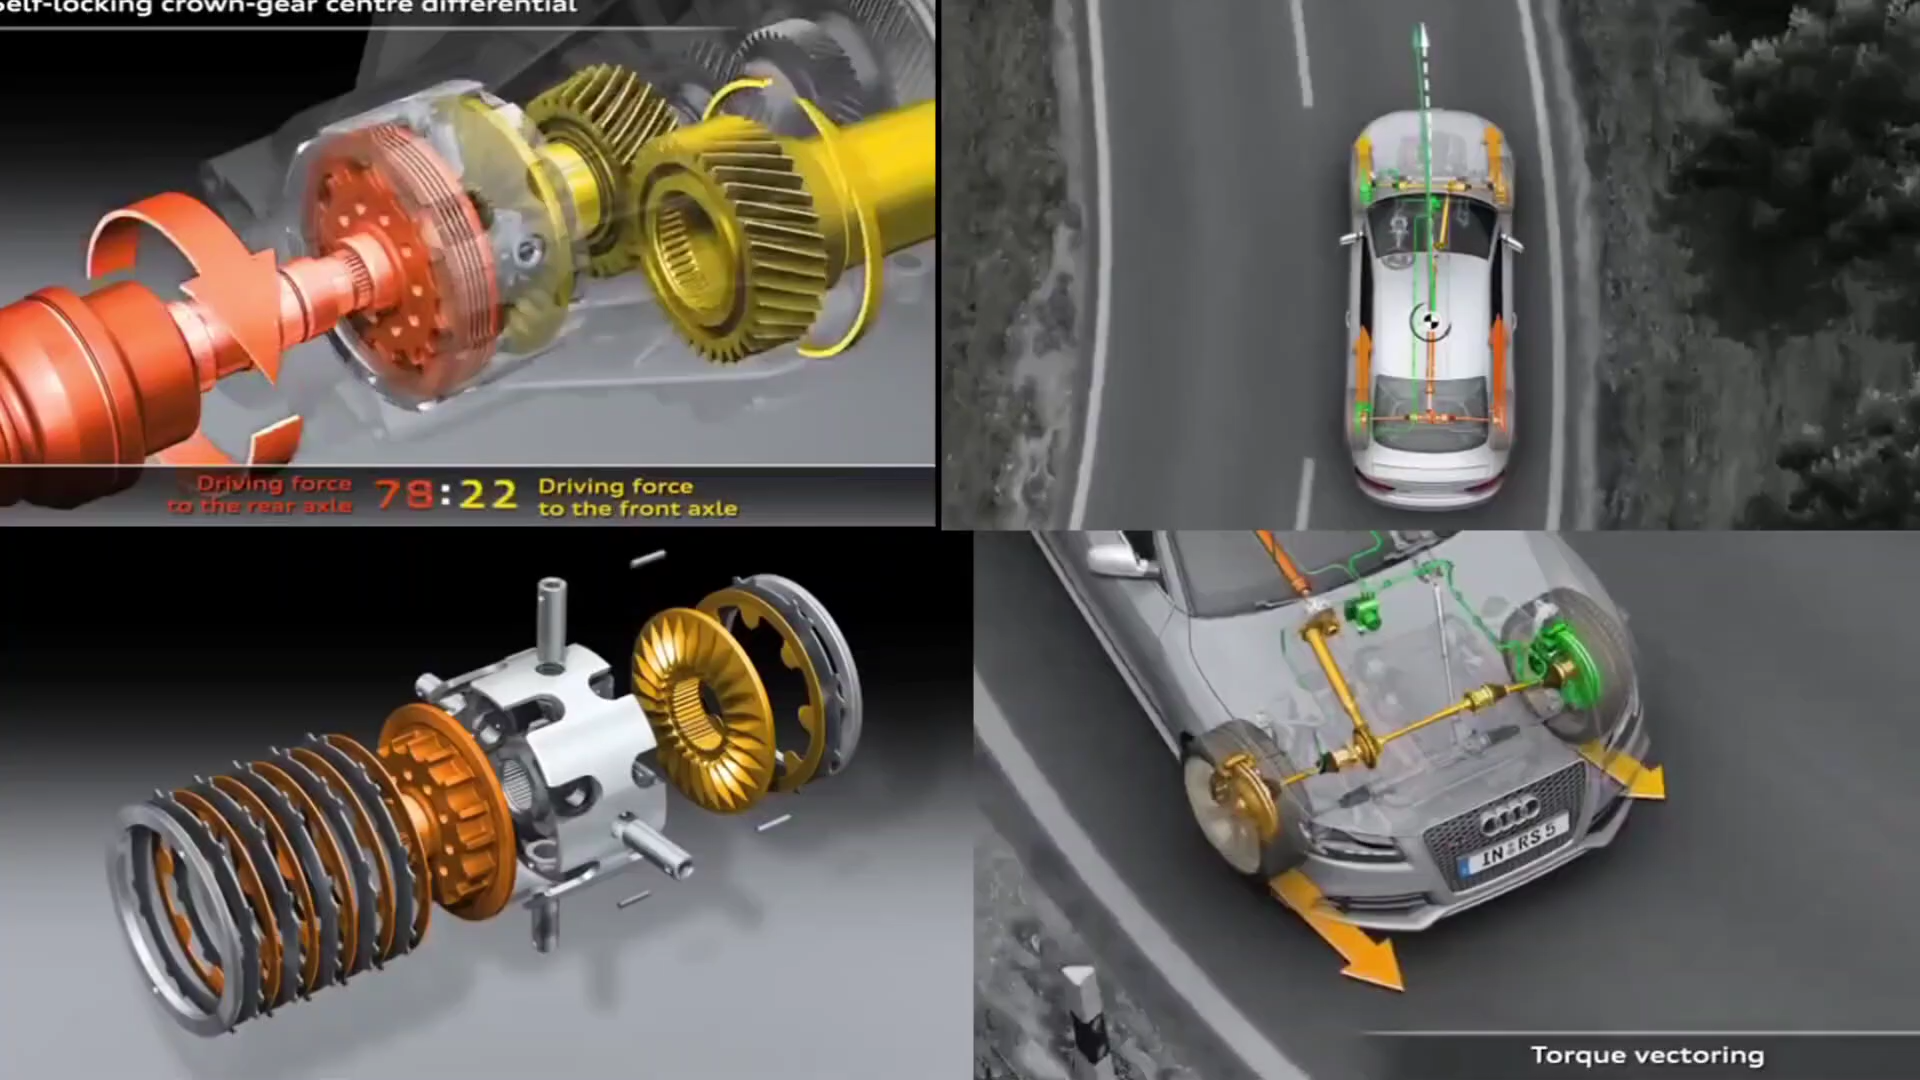 Self-locking crown-gear centre differential
Driving force
to the rear axle
78:22
Driving force
to the front axle
IN RS 5
Torque vectoring